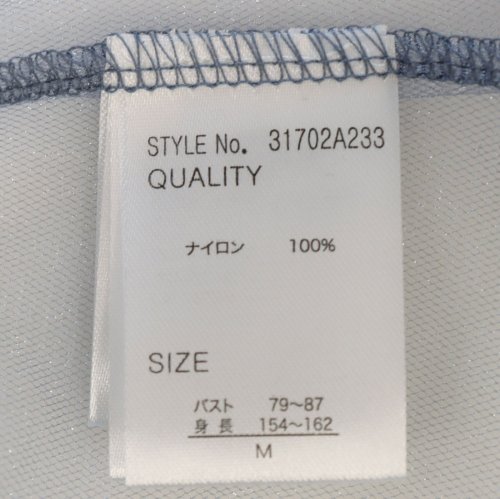 STYLE No. 31702A233
QUALITY
ナイロン 100%
SIZE
バスト 79～87
身長 154～162
M